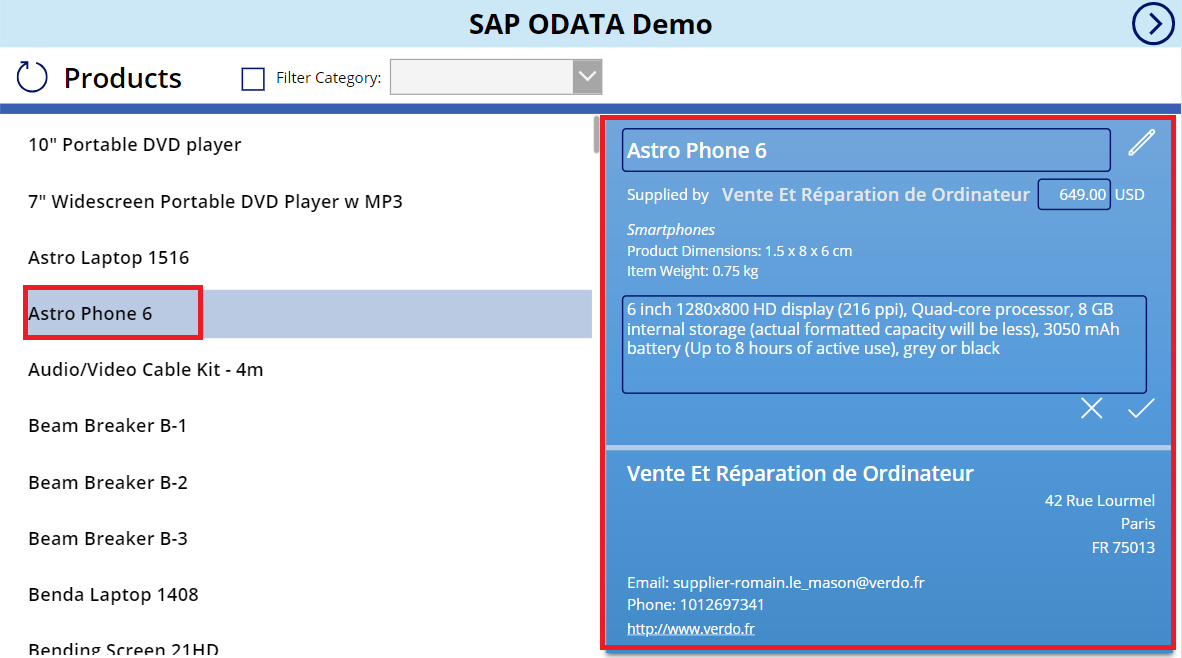 SAP ODATA Demo
Products
Filter Category:
10" Portable DVD player
7" Widescreen Portable DVD Player w MP3
Astro Laptop 1516
Astro Phone 6
Audio/Video Cable Kit - 4m
Beam Breaker B-1
Beam Breaker B-2
Beam Breaker B-3
Benda Laptop 1408
Bending Screen 21HD
Astro Phone 6
Supplied by Vente Et Réparation de Ordinateur 649.00 USD
Smartphones
Product Dimensions: 1.5 x 8 x 6 cm
Item Weight: 0.75 kg
6 inch 1280x800 HD display (216 ppi), Quad-core processor, 8 GB
internal storage (actual formatted capacity will be less), 3050 mAh
battery (Up to 8 hours of active use), grey or black
Vente Et Réparation de Ordinateur
42 Rue Lourmel
Paris
FR 75013
Email: supplier-romain.le_mason@verdo.fr
Phone: 1012697341
http://www.verdo.fr